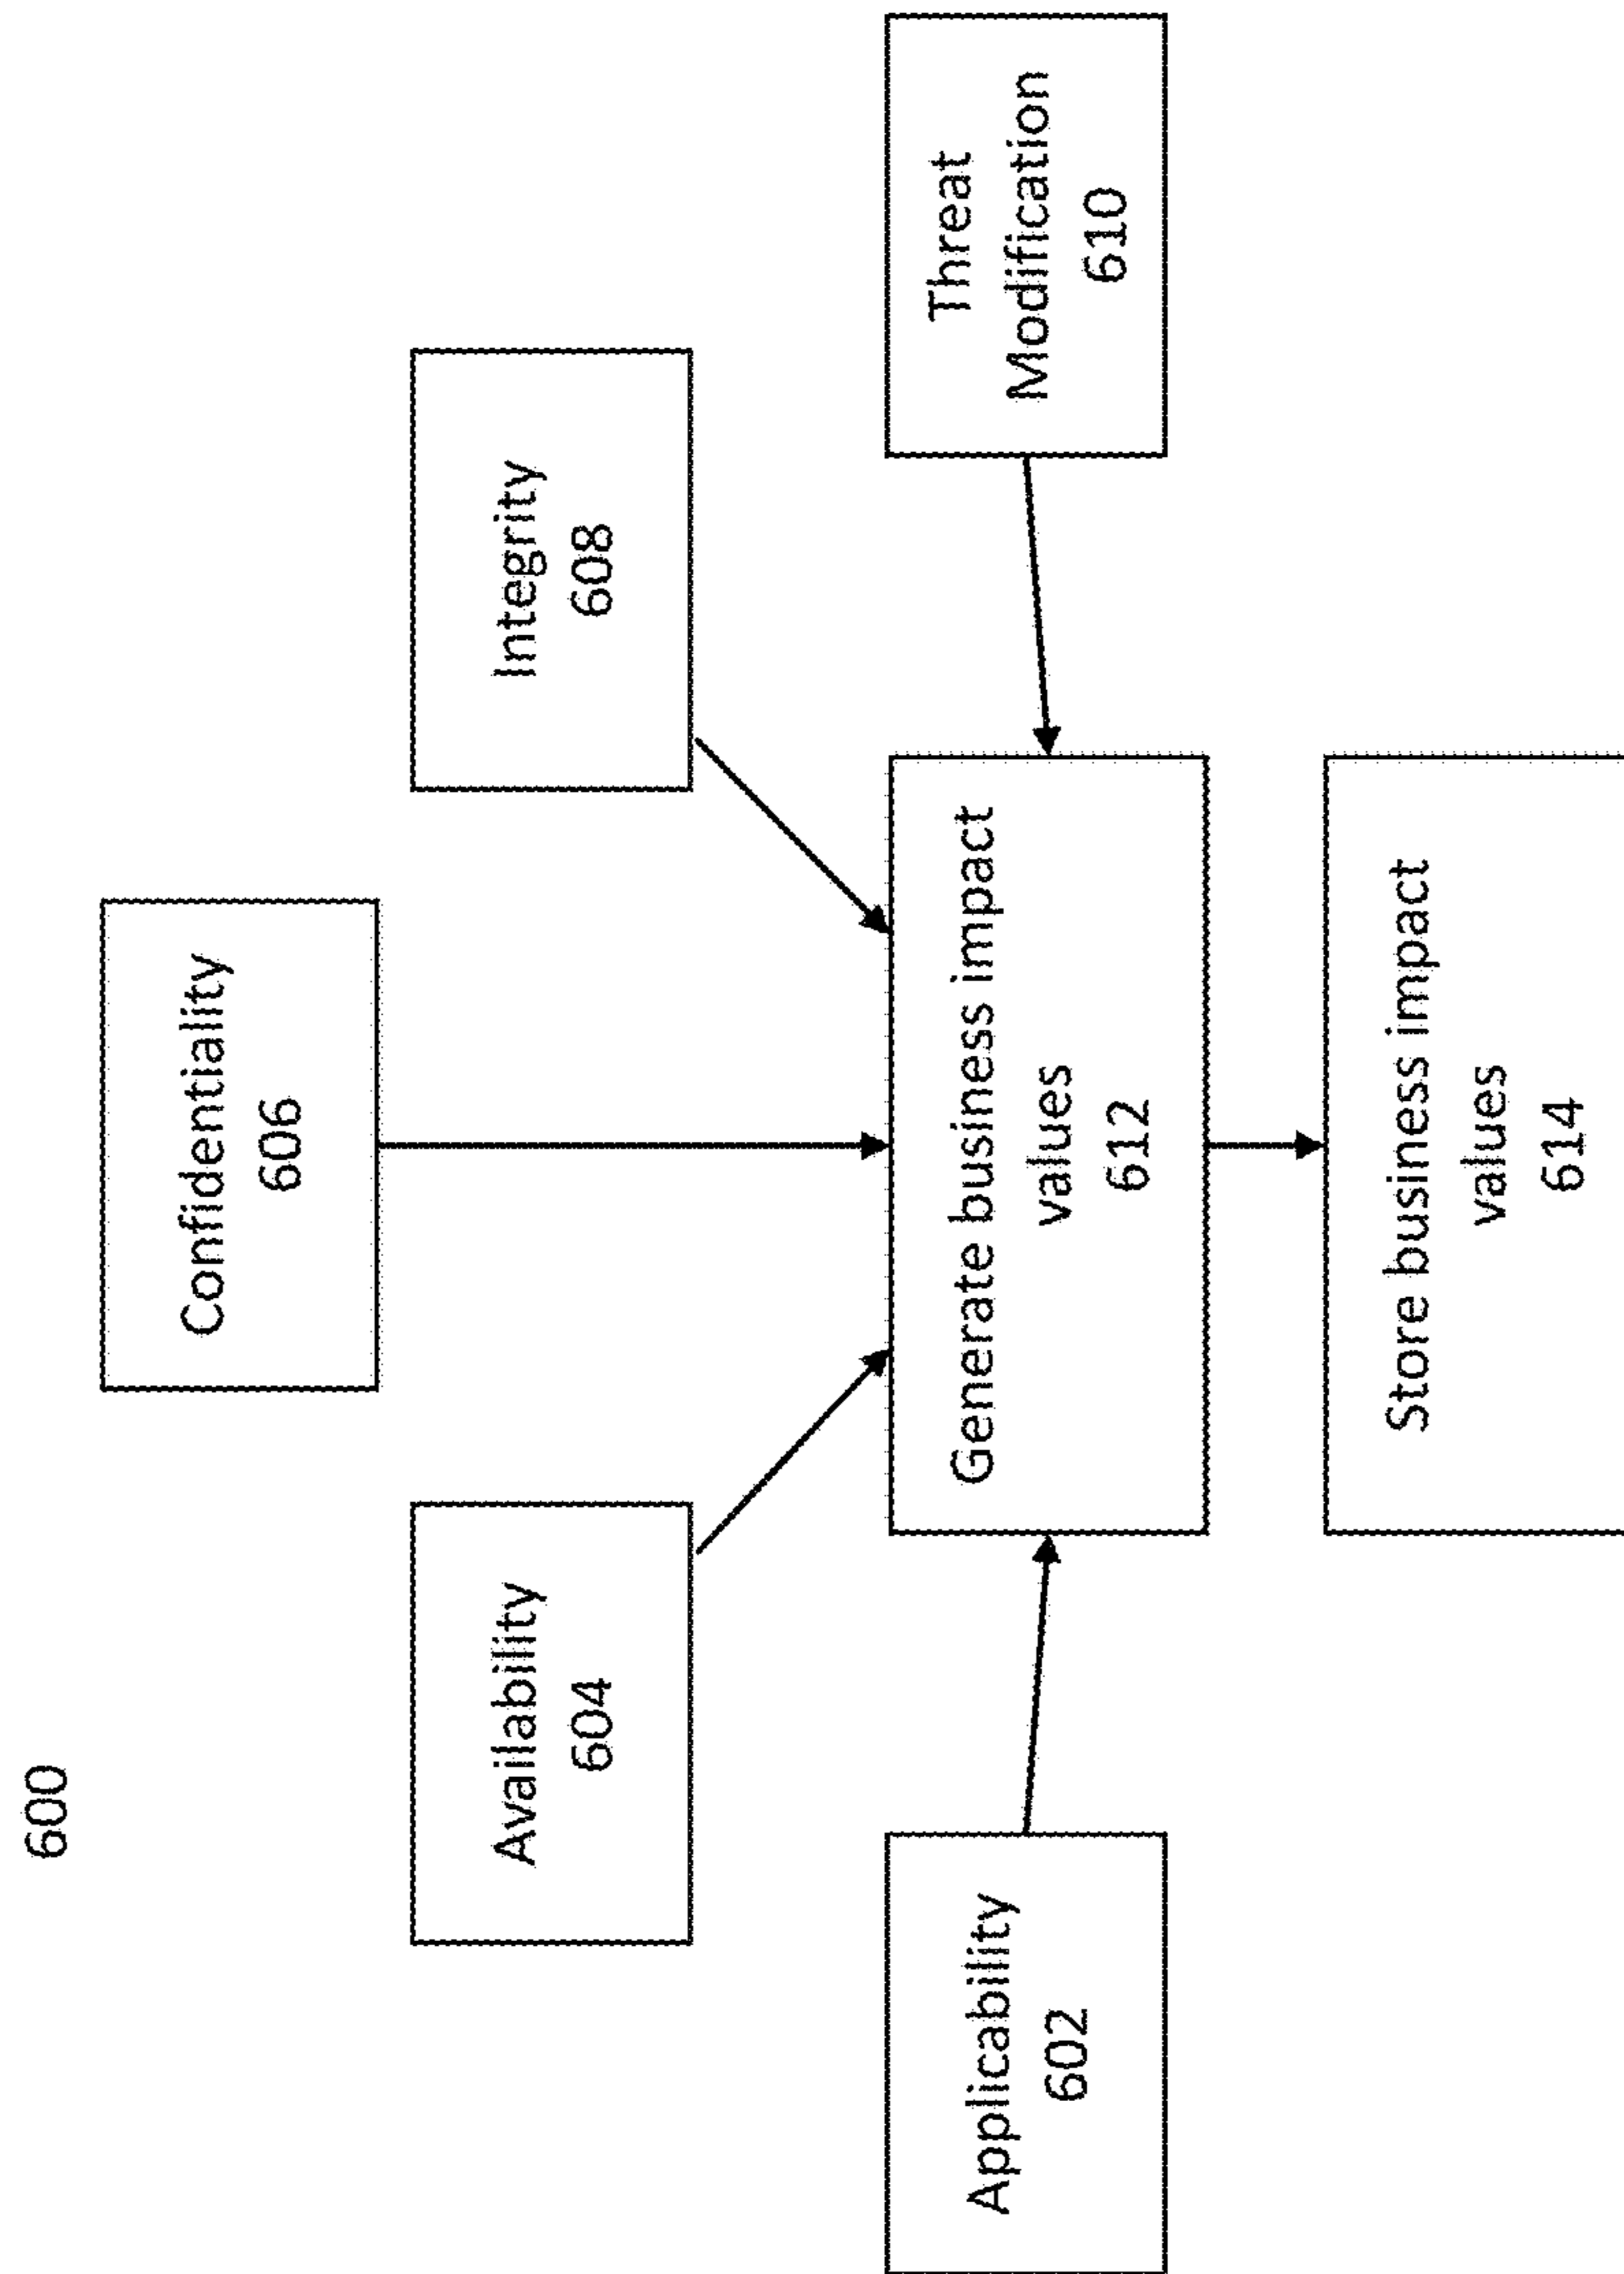 600
Confidentiality
606
Availability
604
Integrity
608
Applicability
602
Generate business impact
values
612
Threat
Modification
610
Store business impact
values
614